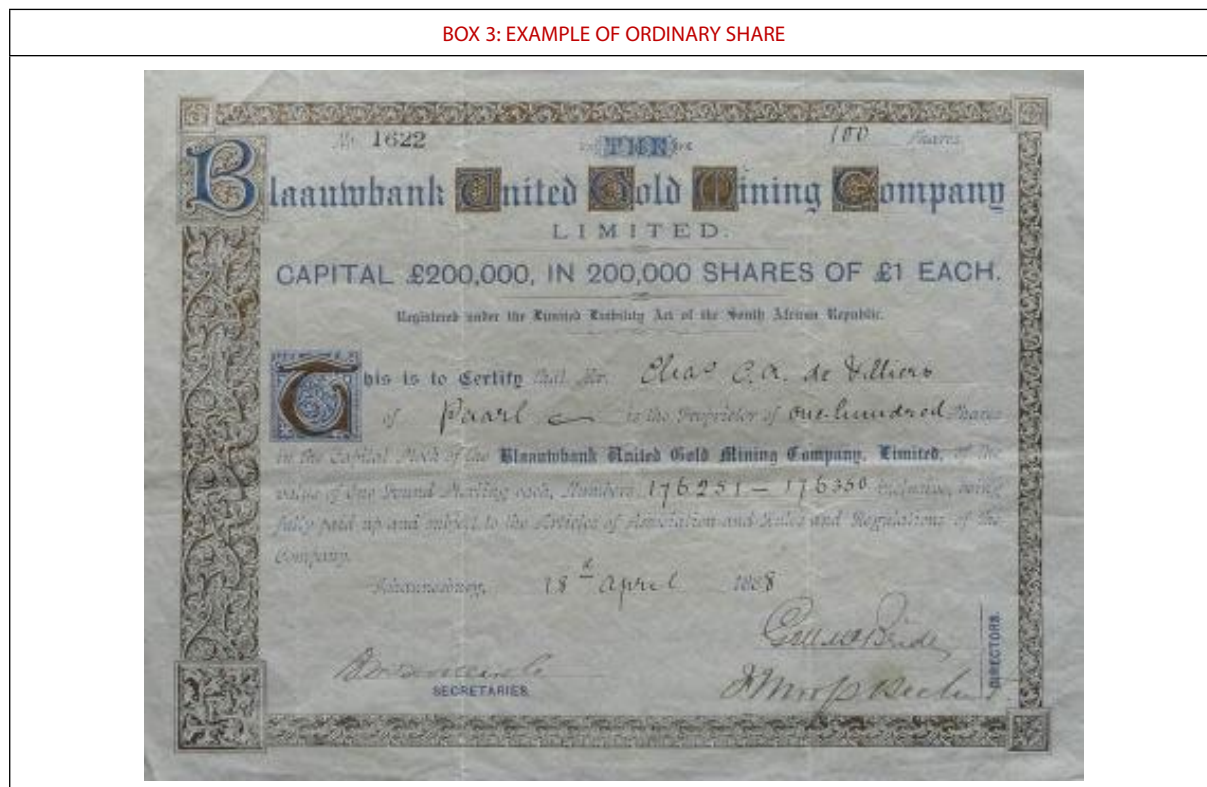 BOX 3: EXAMPLE OF ORDINARY SHARE
No. 1622 THE 100 Shares
Blaauwbank United Gold Mining Company
LIMITED.
CAPITAL £200,000, IN 200,000 SHARES OF £1 EACH.
Registered under the Limited Liability Act of the South African Republic.
This is to Certify that Mr. Chas C.A. de Villiers
of Paarl is the Proprietor of one hundred Shares
in the Capital Stock of the Blaauwbank United Gold Mining Company, Limited, of the
value of One Pound Sterling each, Numbers 176251 – 176350 inclusive, being
fully paid up and subject to the Articles of Association and Rules and Regulations of the
Company.
Johannesburg, 18th April 1888
DIRECTORS.
SECRETARIES.